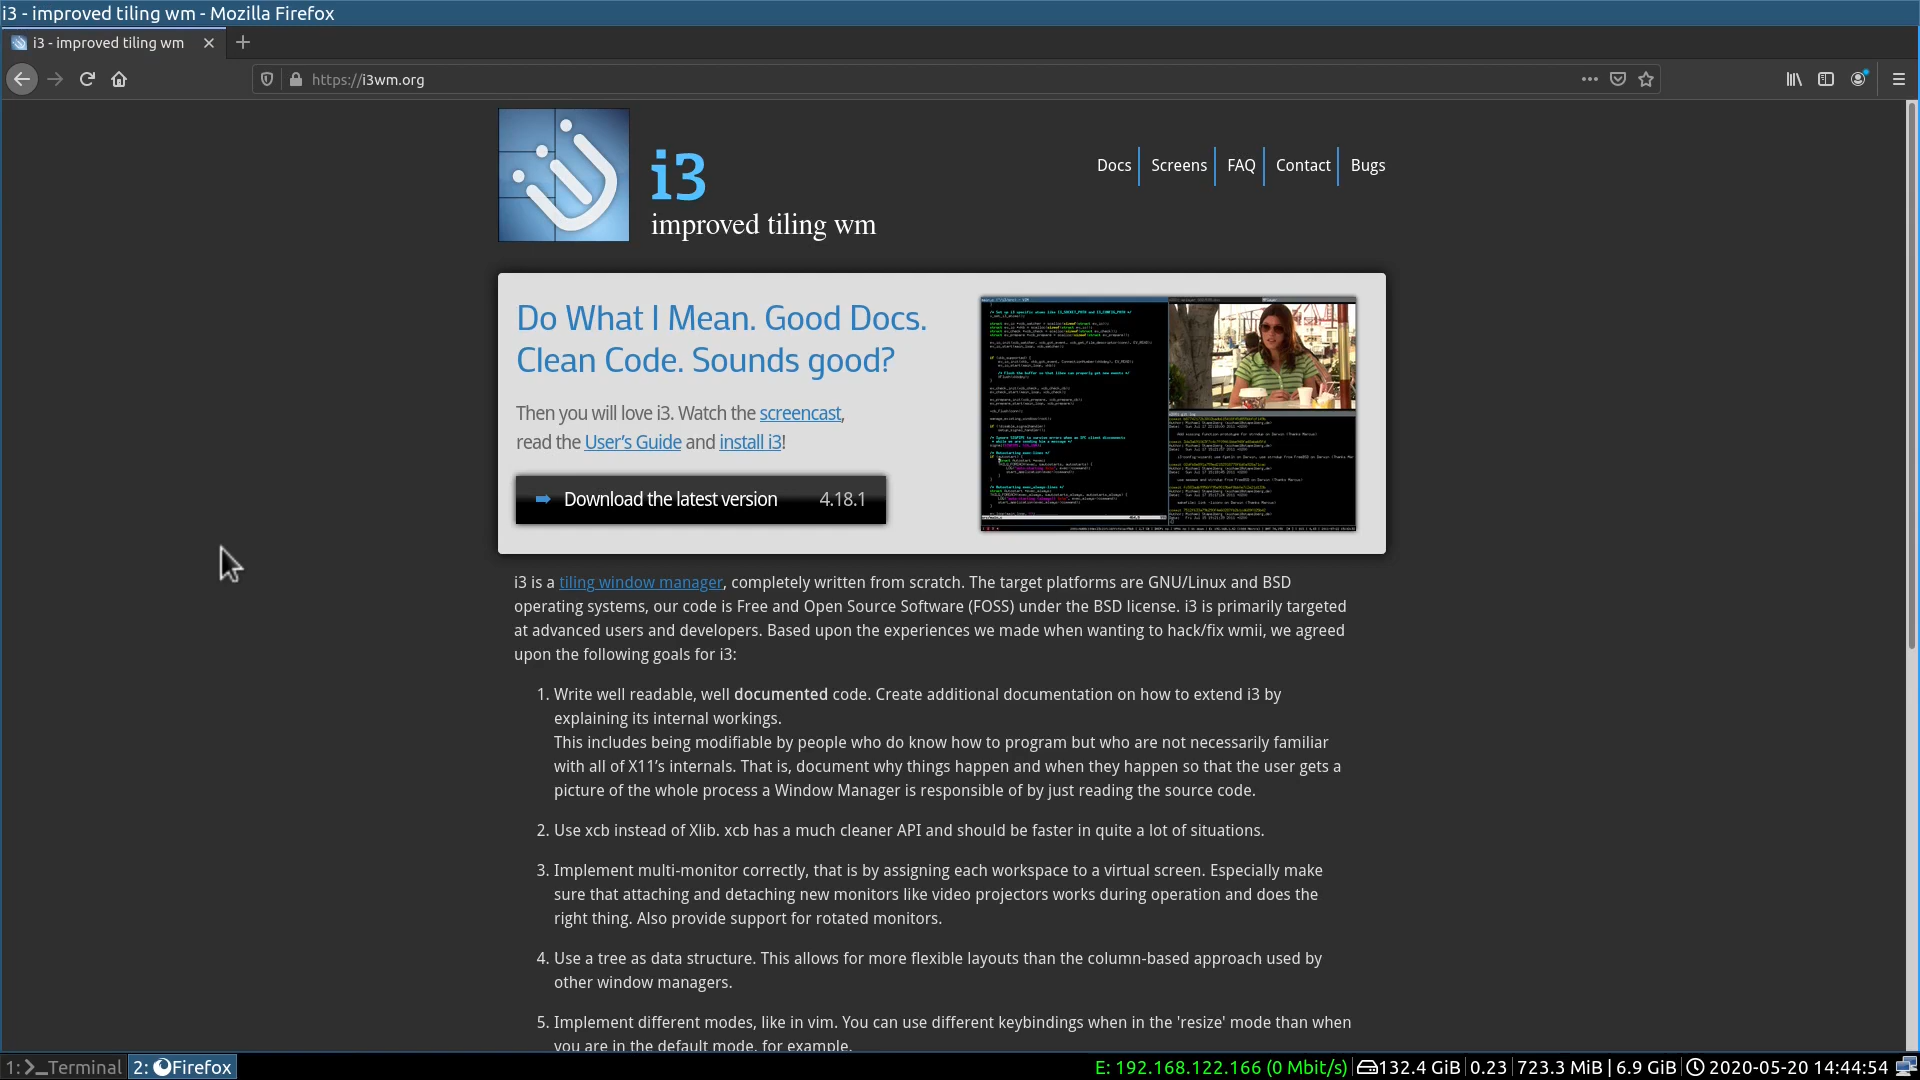 i3 - improved tiling wm - Mozilla Firefox
i3 - improved tiling wm
https://i3wm.org
i3
improved tiling wm
Docs
Screens
FAQ
Contact
Bugs
Do What I Mean. Good Docs.
Clean Code. Sounds good?
Then you will love i3. Watch the screencast,
read the User’s Guide and install i3!
Download the latest version 4.18.1
i3 is a tiling window manager, completely written from scratch. The target platforms are GNU/Linux and BSD
operating systems, our code is Free and Open Source Software (FOSS) under the BSD license. i3 is primarily targeted
at advanced users and developers. Based upon the experiences we made when wanting to hack/fix wmii, we agreed
upon the following goals for i3:
1. Write well readable, well documented code. Create additional documentation on how to extend i3 by
explaining its internal workings.
This includes being modifiable by people who do know how to program but who are not necessarily familiar
with all of X11’s internals. That is, document why things happen and when they happen so that the user gets a
picture of the whole process a Window Manager is responsible of by just reading the source code.
2. Use xcb instead of Xlib. xcb has a much cleaner API and should be faster in quite a lot of situations.
3. Implement multi-monitor correctly, that is by assigning each workspace to a virtual screen. Especially make
sure that attaching and detaching new monitors like video projectors works during operation and does the
right thing. Also provide support for rotated monitors.
4. Use a tree as data structure. This allows for more flexible layouts than the column-based approach used by
other window managers.
5. Implement different modes, like in vim. You can use different keybindings when in the 'resize' mode than when
you are in the default mode, for example.
1: Terminal
2: Firefox
E: 192.168.122.166 (0 Mbit/s) | 132.4 GiB | 0.23 | 723.3 MiB | 6.9 GiB | 2020-05-20 14:44:54